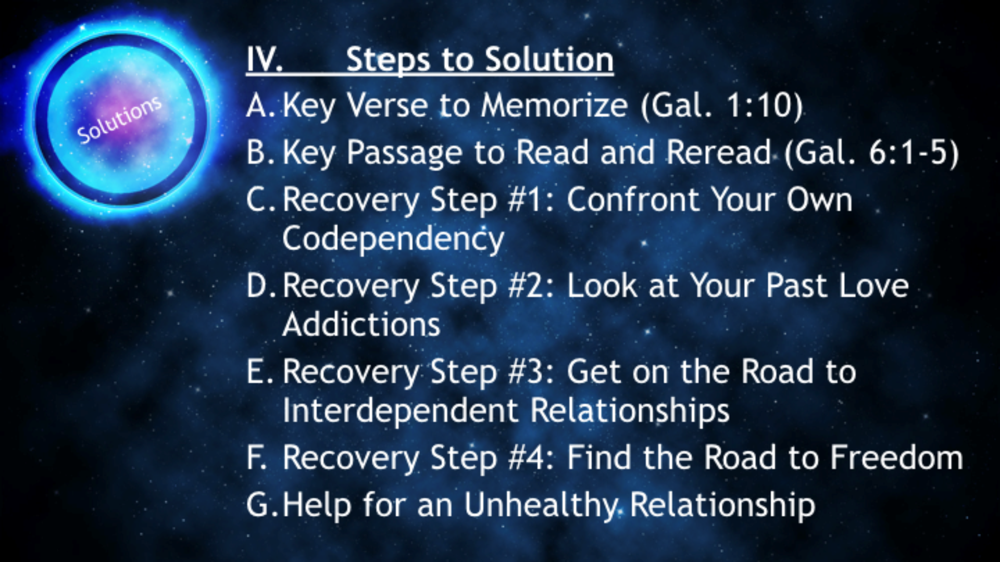 Solutions
IV. Steps to Solution
A. Key Verse to Memorize (Gal. 1:10)
B. Key Passage to Read and Reread (Gal. 6:1-5)
C. Recovery Step #1: Confront Your Own
Codependency
D. Recovery Step #2: Look at Your Past Love
Addictions
E. Recovery Step #3: Get on the Road to
Interdependent Relationships
F. Recovery Step #4: Find the Road to Freedom
G. Help for an Unhealthy Relationship